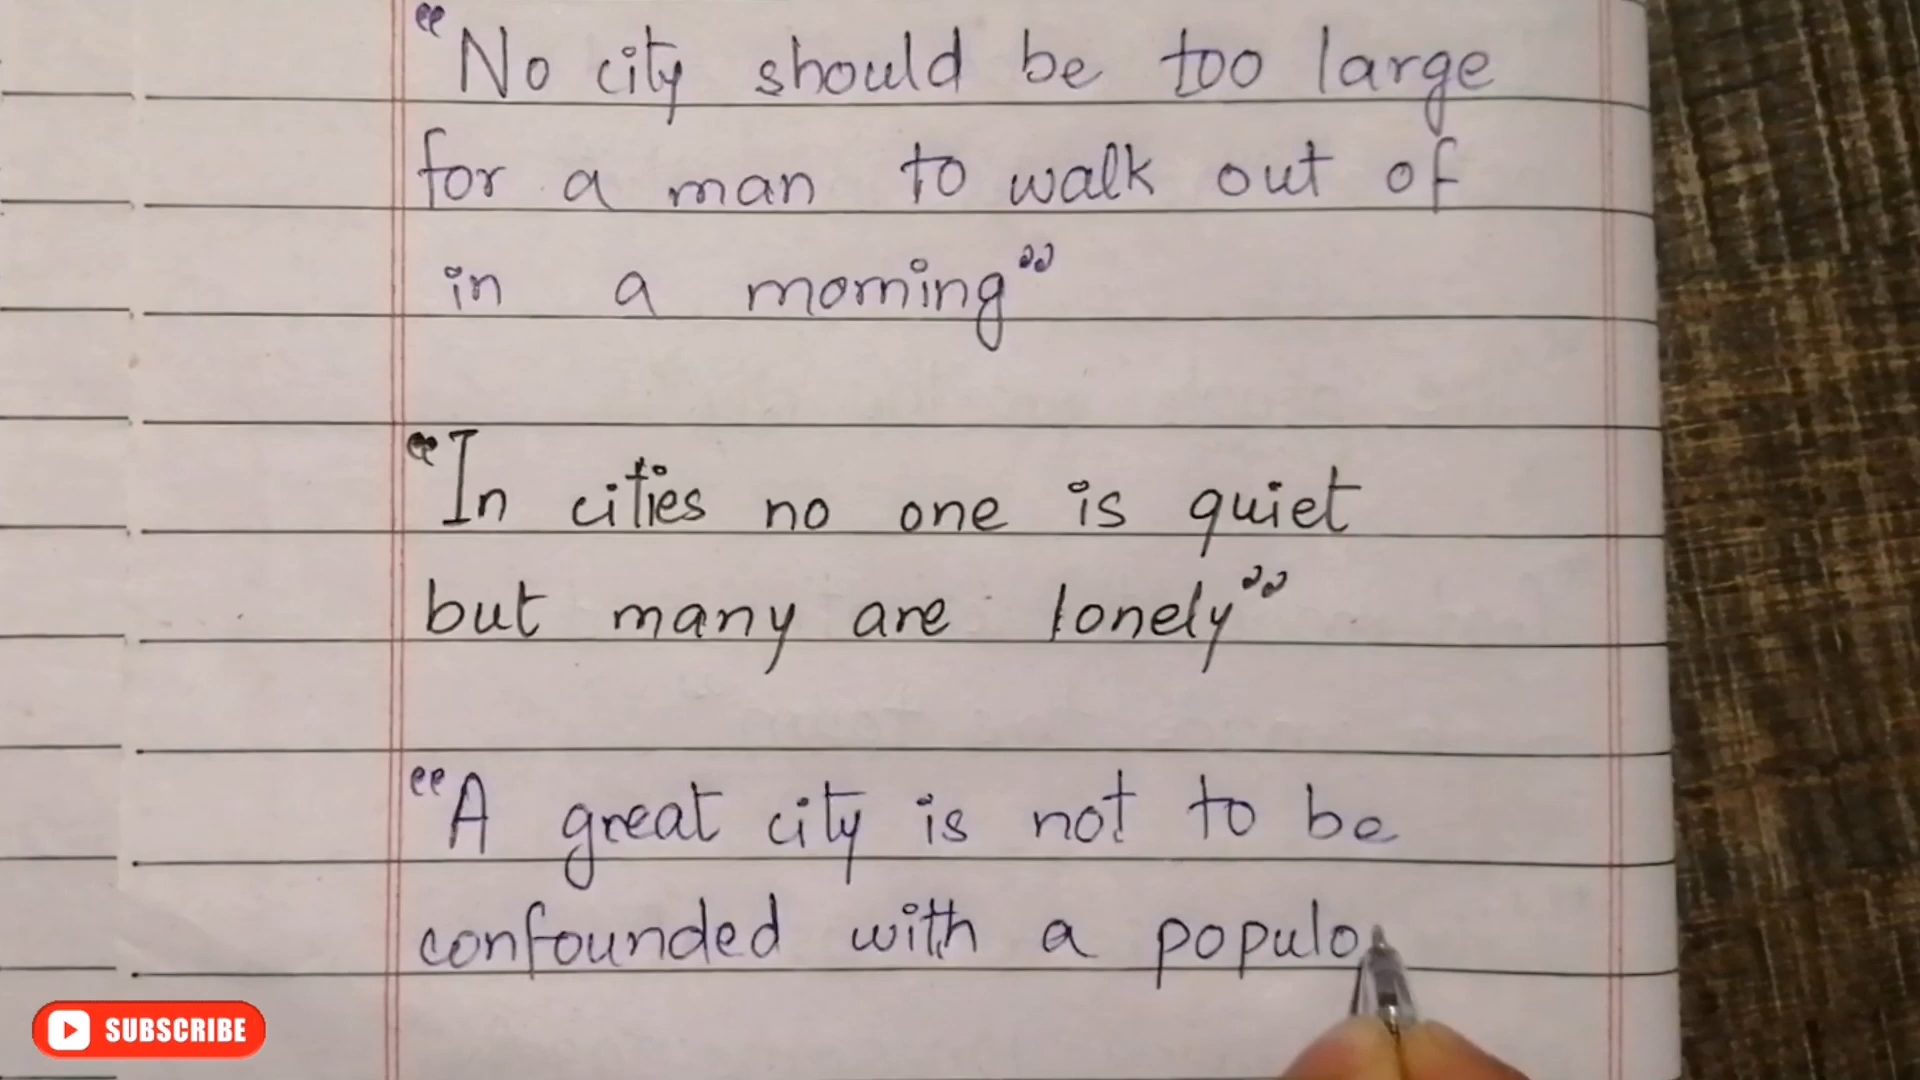 "No city should be too large
for a man to walk out of
in a morning"
"In cities no one is quiet
but many are lonely"
"A great city is not to be
confounded with a populo
SUBSCRIBE